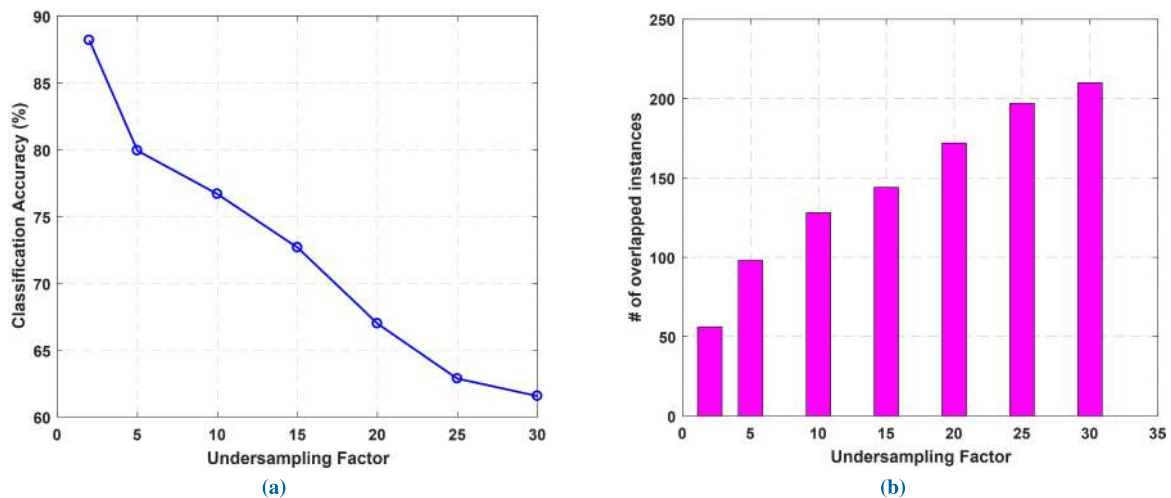 90
85
80
75
70
65
60
Classification Accuracy (%)
0 5 10 15 20 25 30
Undersampling Factor
(a)
250
200
150
100
50
0
# of overlapped instances
0 5 10 15 20 25 30 35
Undersampling Factor
(b)